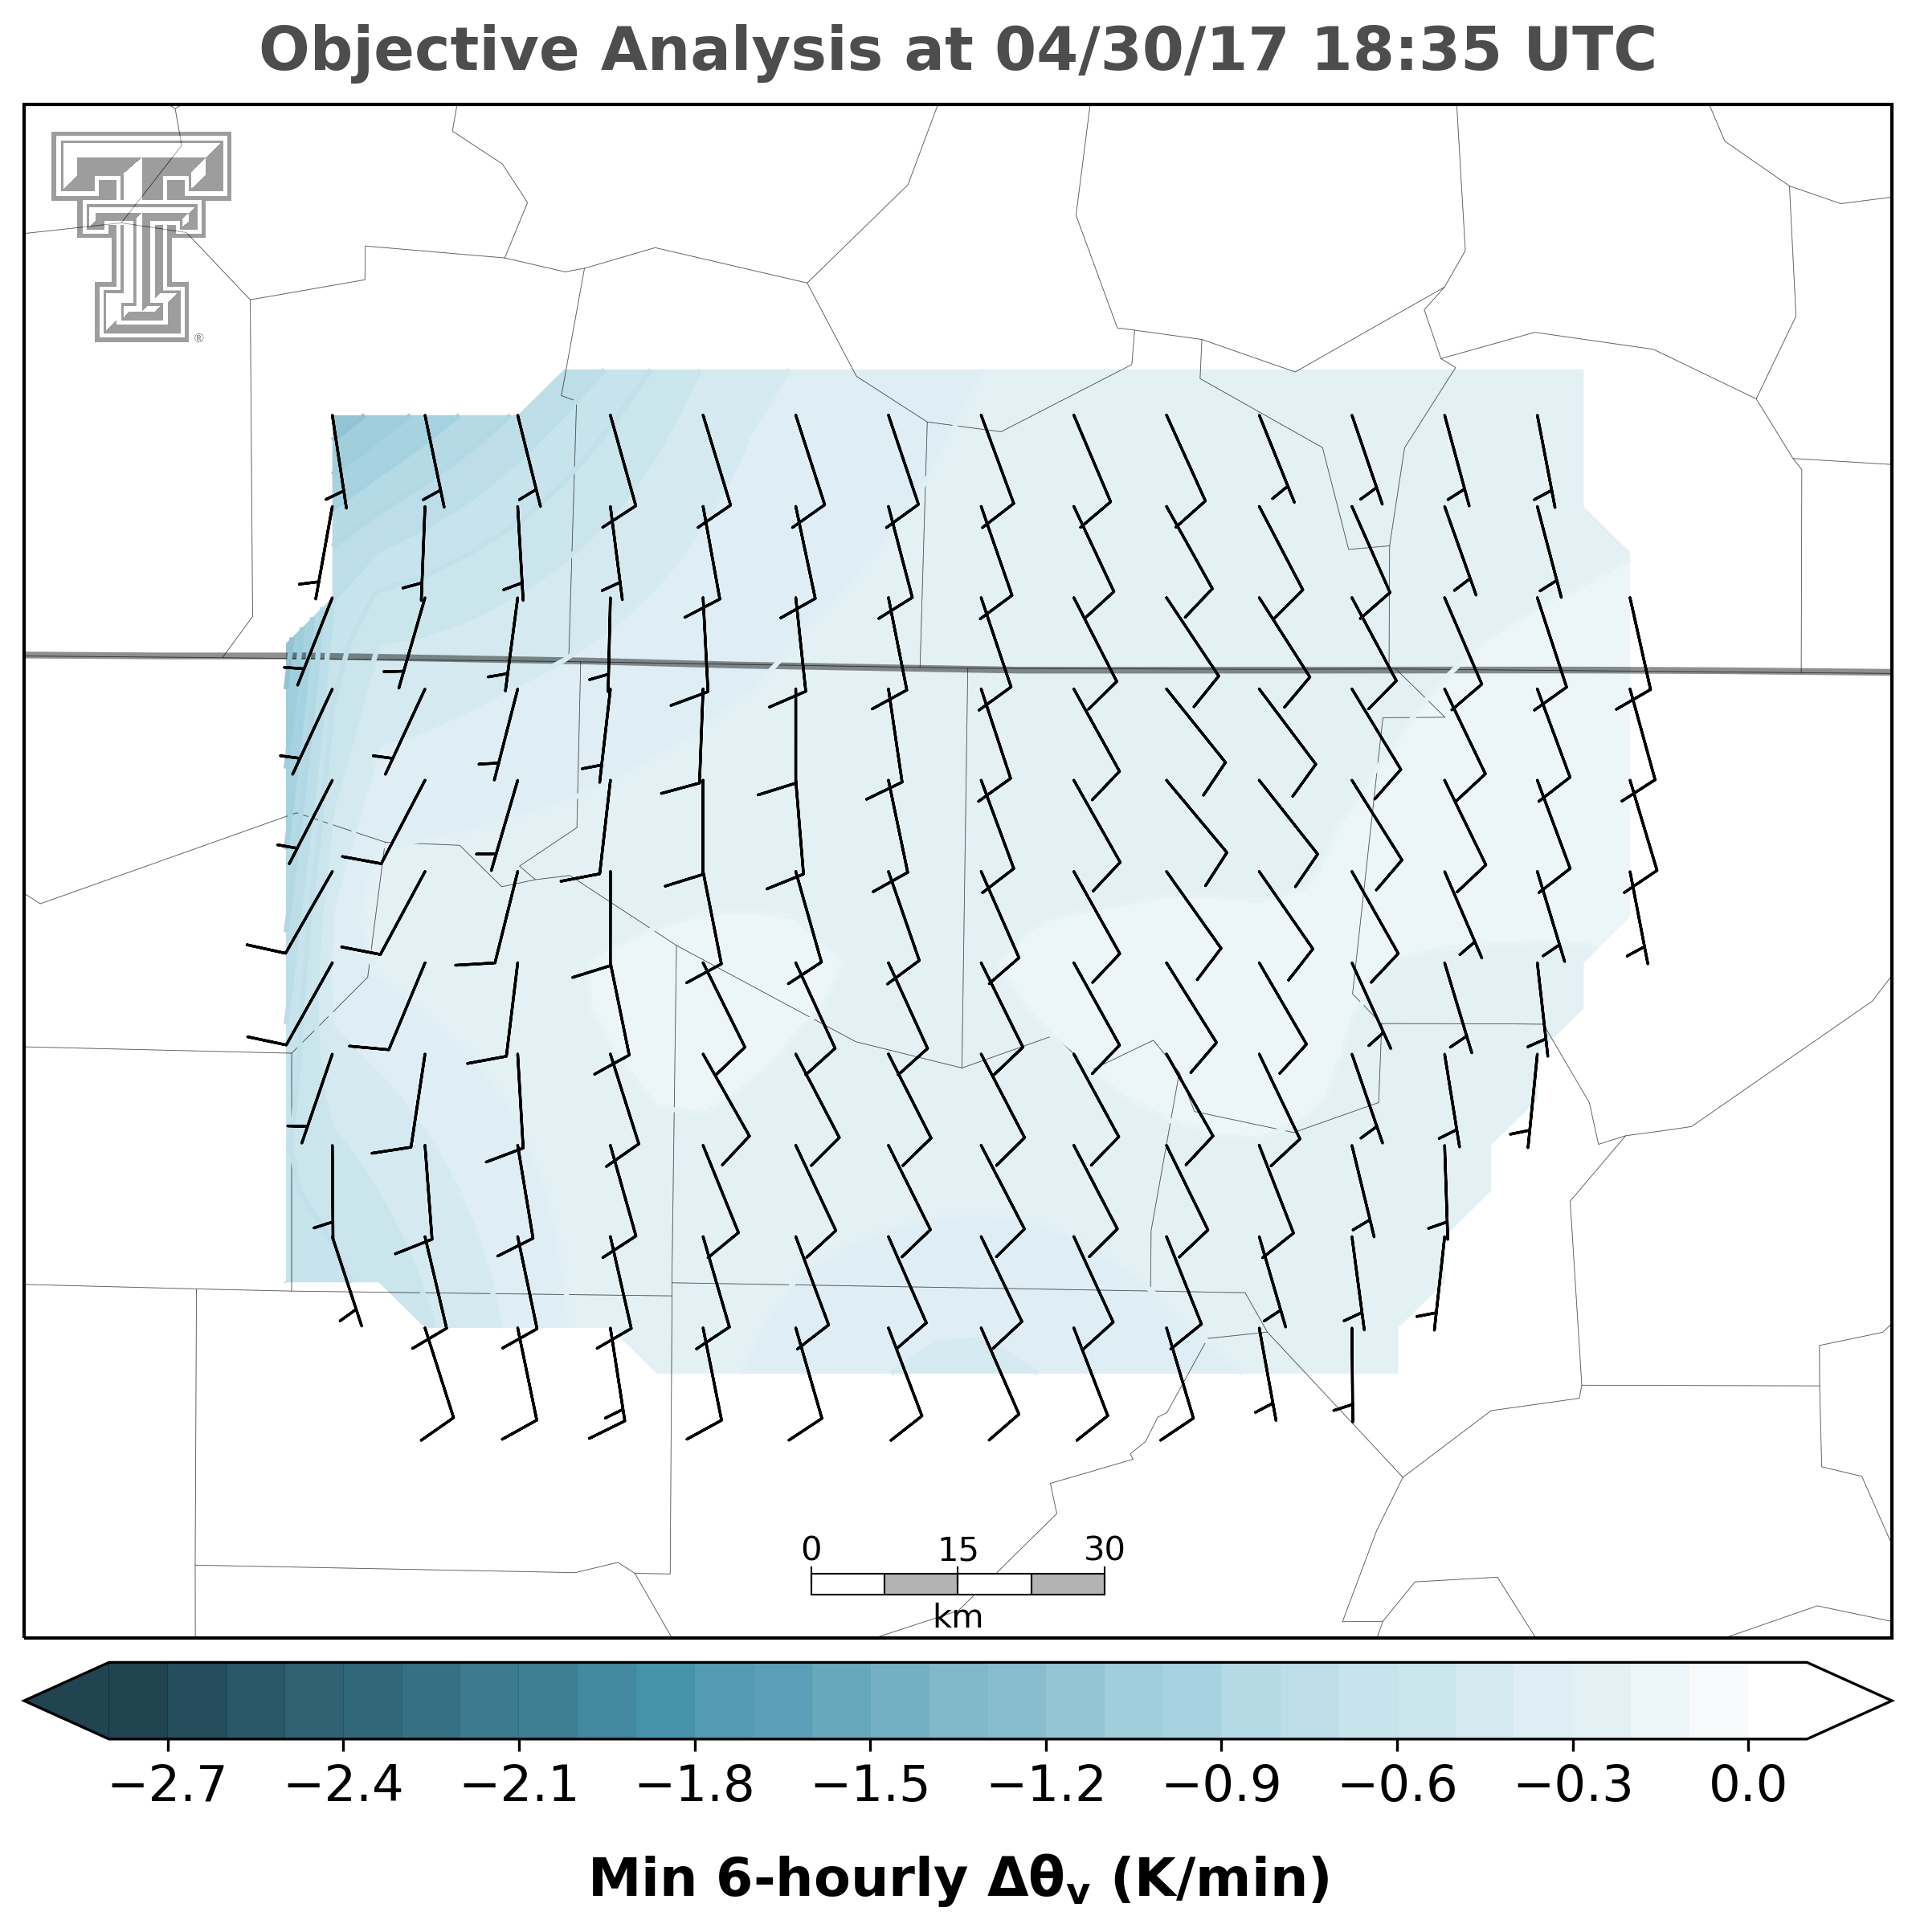 Objective Analysis at 04/30/17 18:35 UTC
®
0 15 30
km
−2.7 −2.4 −2.1 −1.8 −1.5 −1.2 −0.9 −0.6 −0.3 0.0
Min 6-hourly Δθᵥ (K/min)